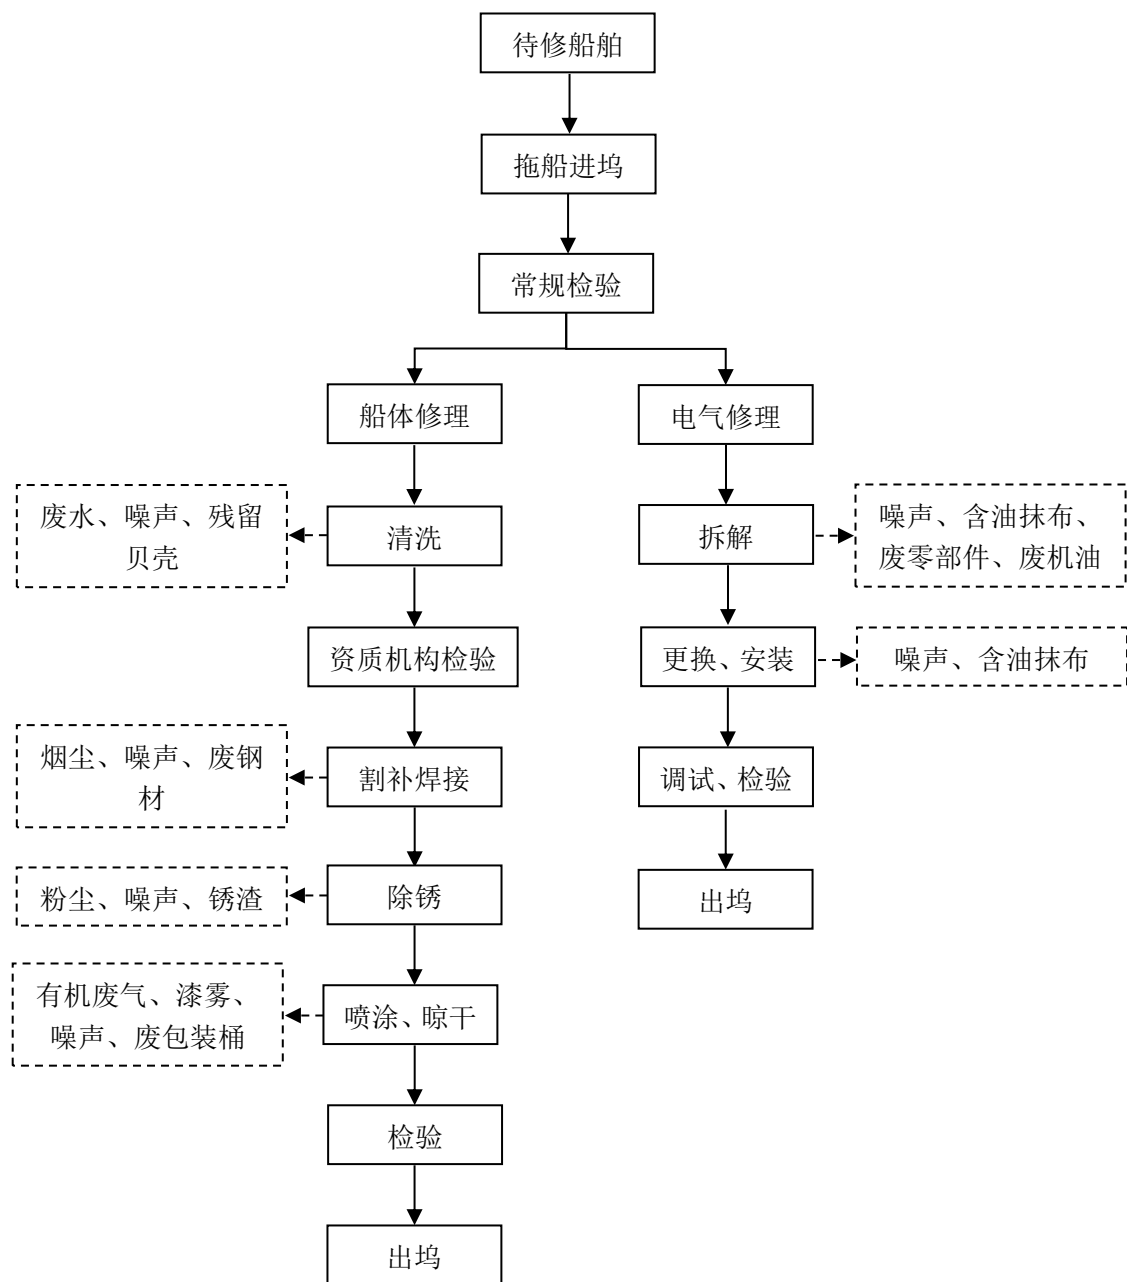 待修船舶
拖船进坞
常规检验
船体修理
电气修理
废水、噪声、残留
贝壳
清洗
拆解
噪声、含油抹布、
废零部件、废机油
资质机构检验
更换、安装
噪声、含油抹布
烟尘、噪声、废钢
材
割补焊接
调试、检验
粉尘、噪声、锈渣
除锈
出坞
有机废气、漆雾、
噪声、废包装桶
喷涂、晾干
检验
出坞